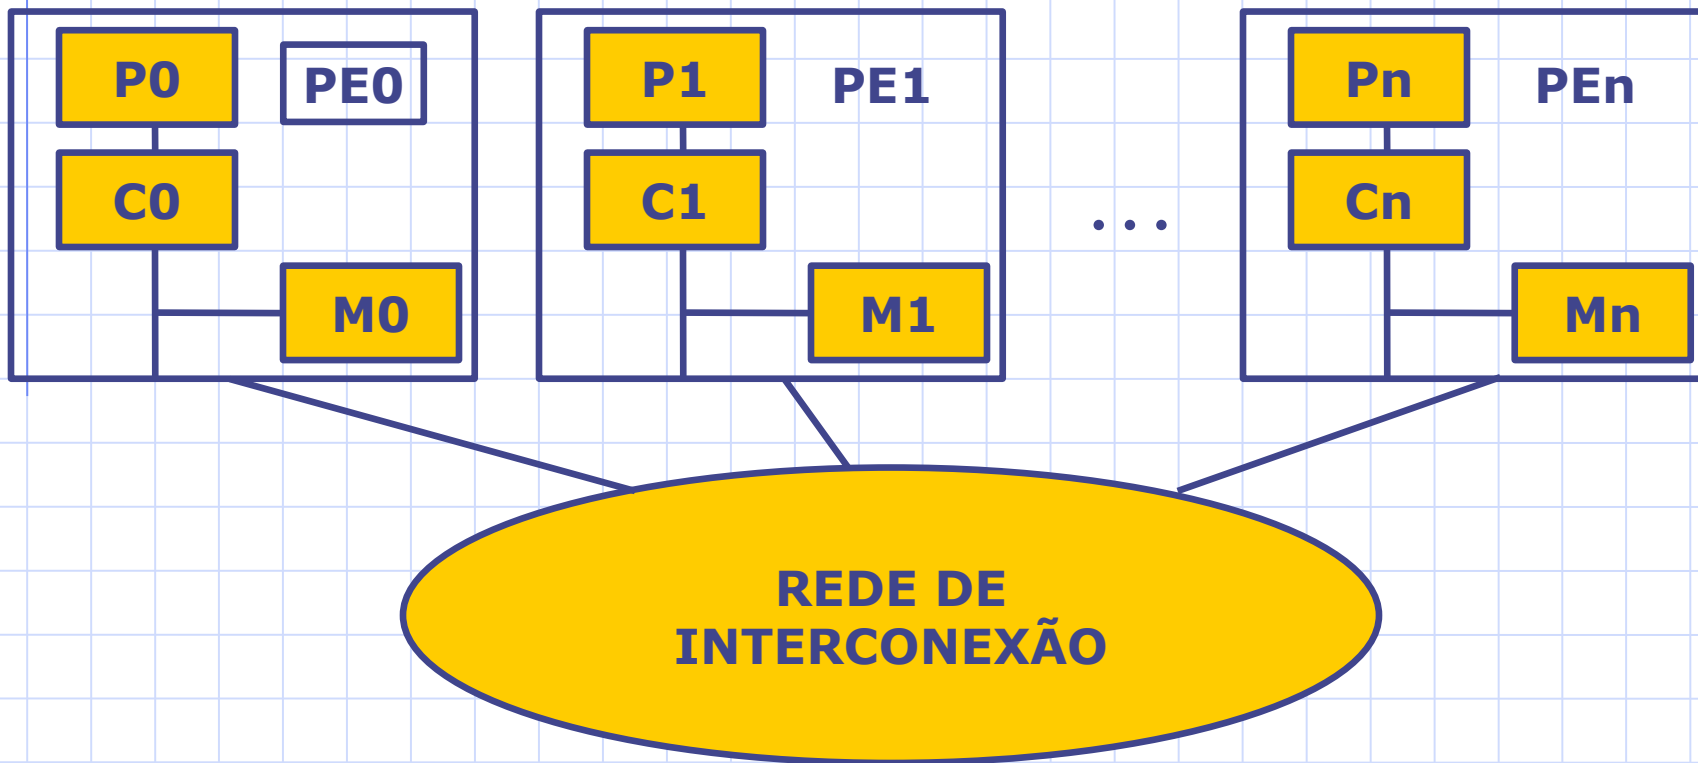 P0
PE0
C0
M0
P1
PE1
C1
M1
...
Pn
PEn
Cn
Mn
REDE DE
INTERCONEXÃO